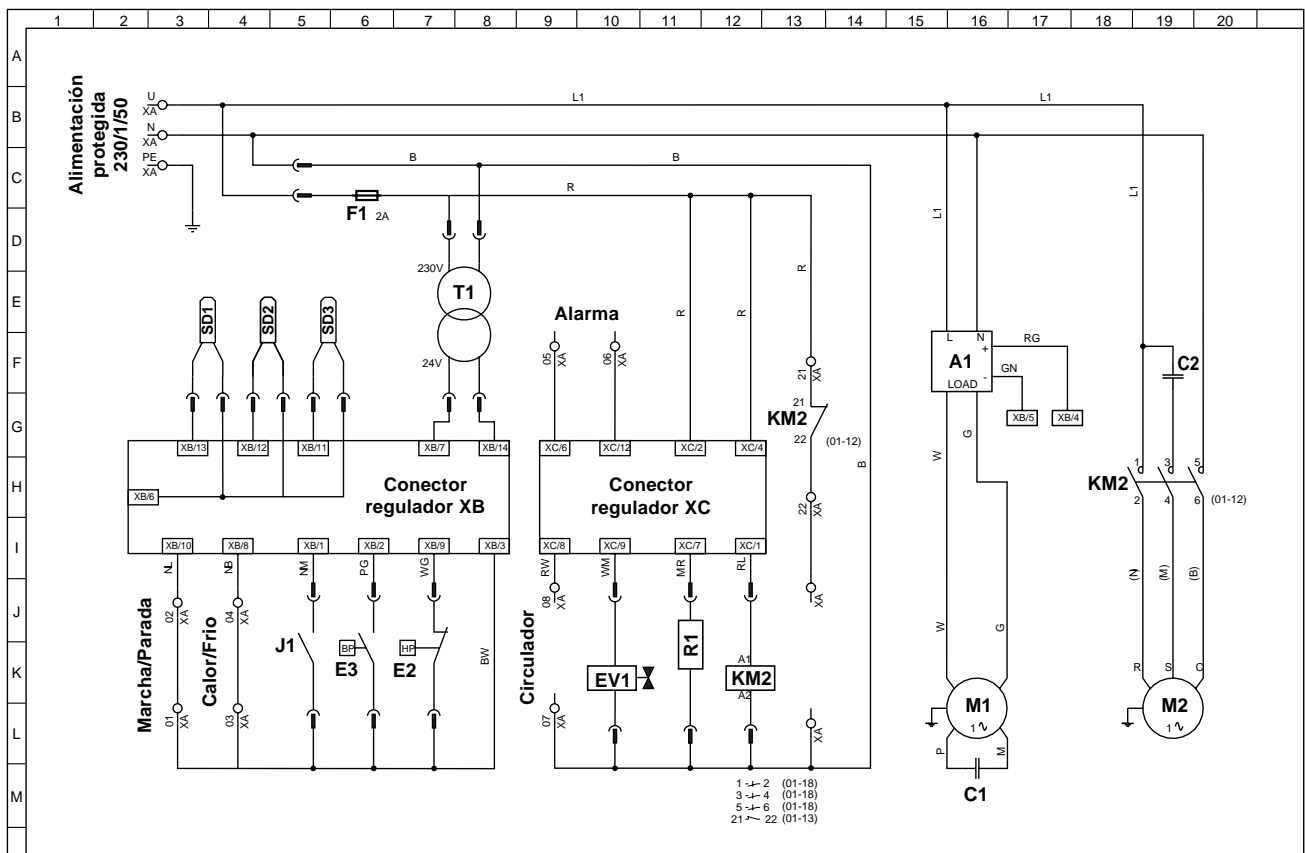 1 2 3 4 5 6 7 8 9 10 11 12 13 14 15 16 17 18 19 20
A
B
C
D
E
F
G
H
I
J
K
L
M
Alimentación
protegida
230/1/50
U
XA
N
XA
PE
XA
L1
L1
B
B
R
F1 2A
L1
L1
230V
T1
24V
R
R
R
SD1
SD2
SD3
Alarma
05
XA
06
XA
21
XA
L N
+
A1
-
LOAD
RG
GN
XB/5
XB/4
C2
21
KM2
22
(01-12)
B
XB/13
XB/12
XB/11
XB/7
XB/14
XC/6
XC/12
XC/2
XC/4
W
G
XB/6
Conector
regulador XB
Conector
regulador XC
22
XA
1 3 5
KM2
2 4 6
(01-12)
XB/10
XB/8
XB/1
XB/2
XB/9
XB/3
XC/8
XC/9
XC/7
XC/1
NL
NB
NM
PG
WG
RW
WM
MR
RL
(N)
(M)
(B)
Marcha/Parada
02
XA
01
XA
Calor/Frio
04
XA
03
XA
J1
BP
E3
HP
E2
BW
Circulador
08
XA
07
XA
EV1
R1
A1
KM2
A2
XA
XA
W
G
M1
1
P
M
C1
R S C
M2
1
1 2 (01-18)
3 4 (01-18)
5 6 (01-18)
21 22 (01-13)